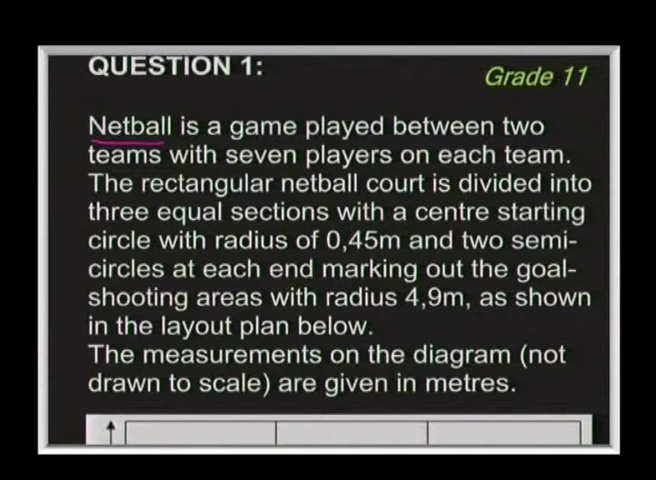 QUESTION 1:
Grade 11
Netball is a game played between two
teams with seven players on each team.
The rectangular netball court is divided into
three equal sections with a centre starting
circle with radius of 0,45m and two semi-
circles at each end marking out the goal-
shooting areas with radius 4,9m, as shown
in the layout plan below.
The measurements on the diagram (not
drawn to scale) are given in metres.